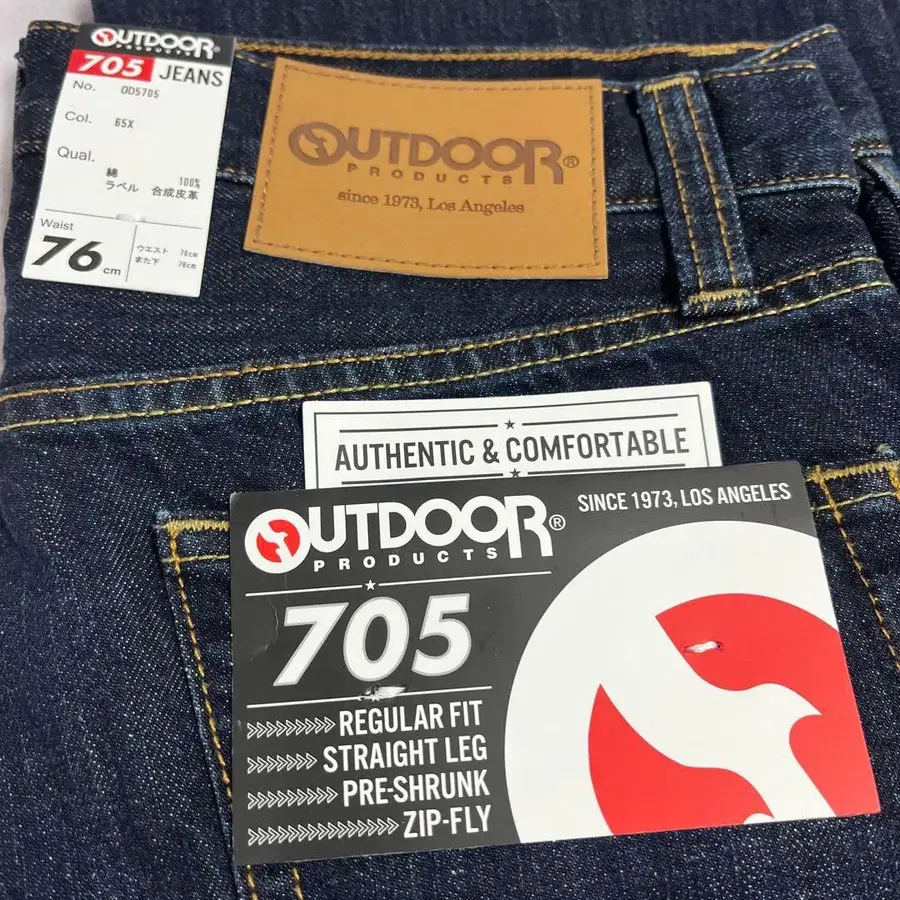 OUTDOOR
PRODUCTS
705 JEANS
No. OD5705
Col. 65X
Qual.
綿 100%
ラベル 合成皮革
Waist
76 cm
ウエスト 76cm
また下 76cm
OUTDOOR®
PRODUCTS
since 1973, Los Angeles
AUTHENTIC & COMFORTABLE
OUTDOOR®
PRODUCTS
SINCE 1973, LOS ANGELES
705
REGULAR FIT
STRAIGHT LEG
PRE-SHRUNK
ZIP-FLY